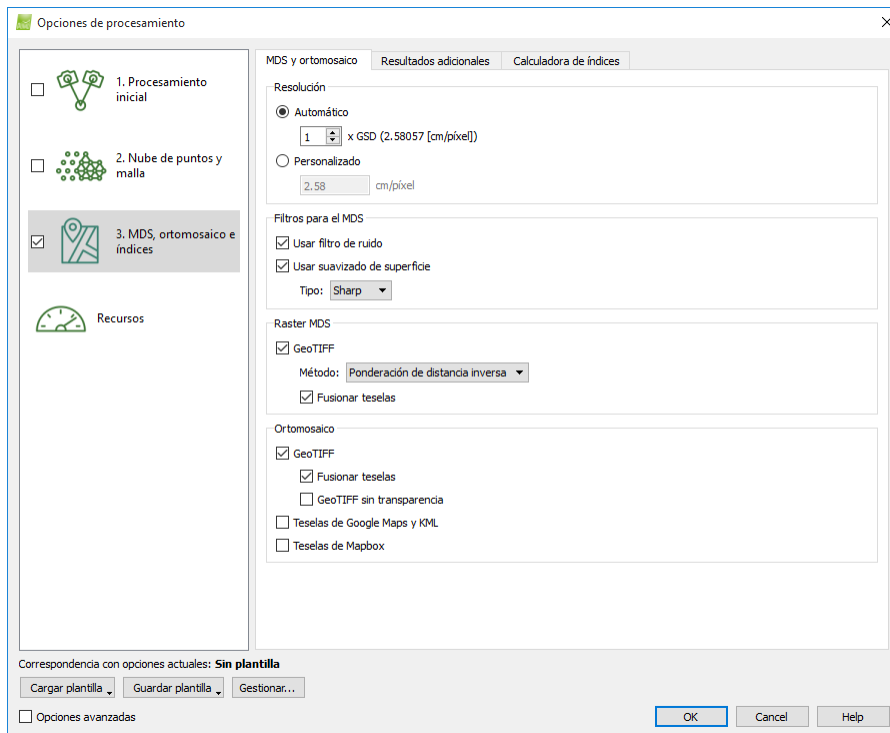 Opciones de procesamiento
1. Procesamiento
inicial
2. Nube de puntos y
malla
3. MDS, ortomosaico e
índices
Recursos
MDS y ortomosaico
Resultados adicionales
Calculadora de índices
Resolución
Automático
1 x GSD (2.58057 [cm/píxel])
Personalizado
2.58 cm/píxel
Filtros para el MDS
Usar filtro de ruido
Usar suavizado de superficie
Tipo: Sharp
Raster MDS
GeoTIFF
Método: Ponderación de distancia inversa
Fusionar teselas
Ortomosaico
GeoTIFF
Fusionar teselas
GeoTIFF sin transparencia
Teselas de Google Maps y KML
Teselas de Mapbox
Correspondencia con opciones actuales: Sin plantilla
Cargar plantilla
Guardar plantilla
Gestionar...
Opciones avanzadas
OK
Cancel
Help